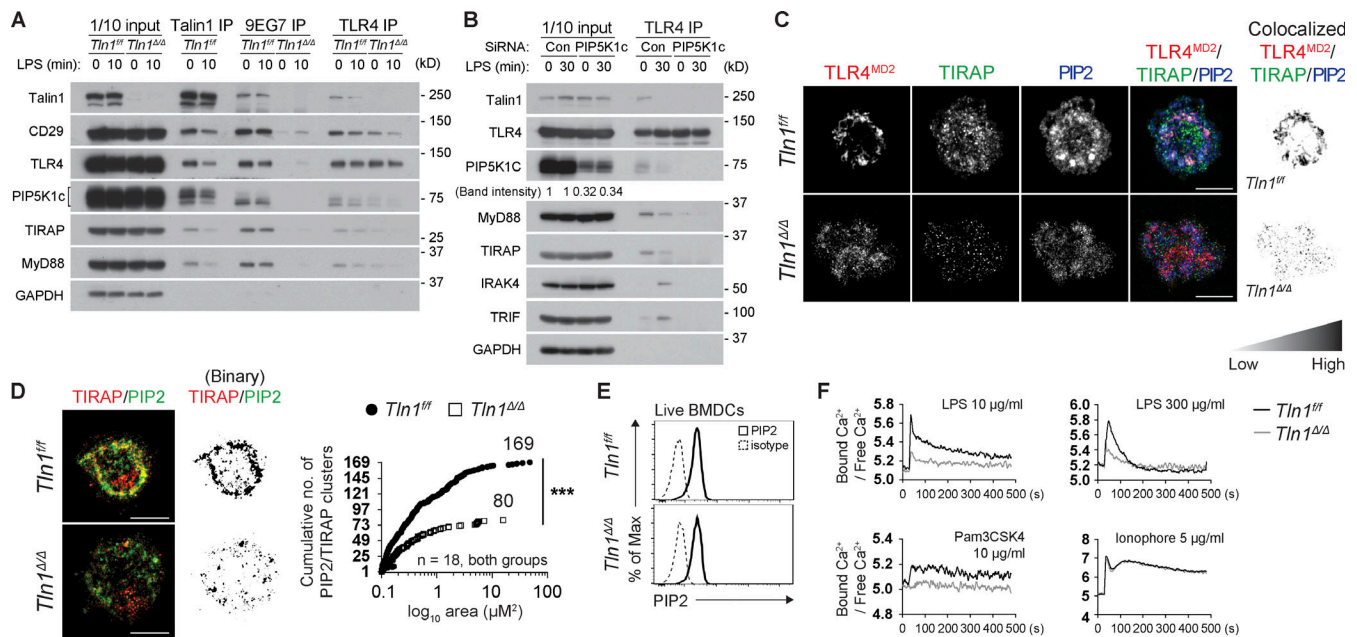 A
1/10 input Talin1 IP 9EG7 IP TLR4 IP
Tln1f/f Tln1Δ/Δ Tln1f/f Tln1f/f Tln1Δ/Δ Tln1f/f Tln1Δ/Δ
LPS (min) 0 10 0 10 0 10 0 10 0 10 0 10 0 10 (kD)
Talin1 - 250
CD29 - 150
TLR4 - 150
PIP5K1c - 75
TIRAP - 25
- 37
MyD88
- 37
GAPDH
B
1/10 input TLR4 IP
SiRNA: Con PIP5K1c Con PIP5K1c
LPS (min): 0 30 0 30 0 30 0 30 (kD)
Talin1 - 250
- 150
TLR4
PIP5K1C - 75
(Band intensity) 1 1 0.32 0.34
MyD88
- 37
TIRAP
- 37
IRAK4 - 50
TRIF - 100
- 37
GAPDH
C
TLR4MD2 TIRAP PIP2 TLR4MD2/TIRAP/PIP2
Colocalized
TLR4MD2/
TIRAP/PIP2
Tln1f/f
Tln1f/f
Tln1Δ/Δ
Tln1Δ/Δ
Low High
D
(Binary)
TIRAP/PIP2 TIRAP/PIP2
Tln1f/f
Tln1Δ/Δ
Tln1f/f Tln1Δ/Δ
Cumulative no. of
PIP2/TIRAP clusters
169
145
121
97
73
49
25
1
169
80
***
n = 18, both groups
0.1 1 10 100
log10 area (μM2)
E
Live BMDCs
PIP2
isotype
Tln1f/f
Tln1Δ/Δ
% of Max
PIP2
F
LPS 10 µg/ml
Bound Ca2+
/ Free Ca2+
5.8
5.6
5.4
5.2
5.0
0 100 200 300 400 500 (s)
LPS 300 µg/ml
6.0
5.8
5.6
5.4
5.2
5.0
0 100 200 300 400 500 (s)
Tln1f/f
Tln1Δ/Δ
Pam3CSK4
10 µg/ml
Bound Ca2+
/ Free Ca2+
5.4
5.2
5.0
4.8
0 100 200 300 400 500 (s)
Ionophore 5 µg/ml
8
7
6
5
4
0 100 200 300 400 500 (s)